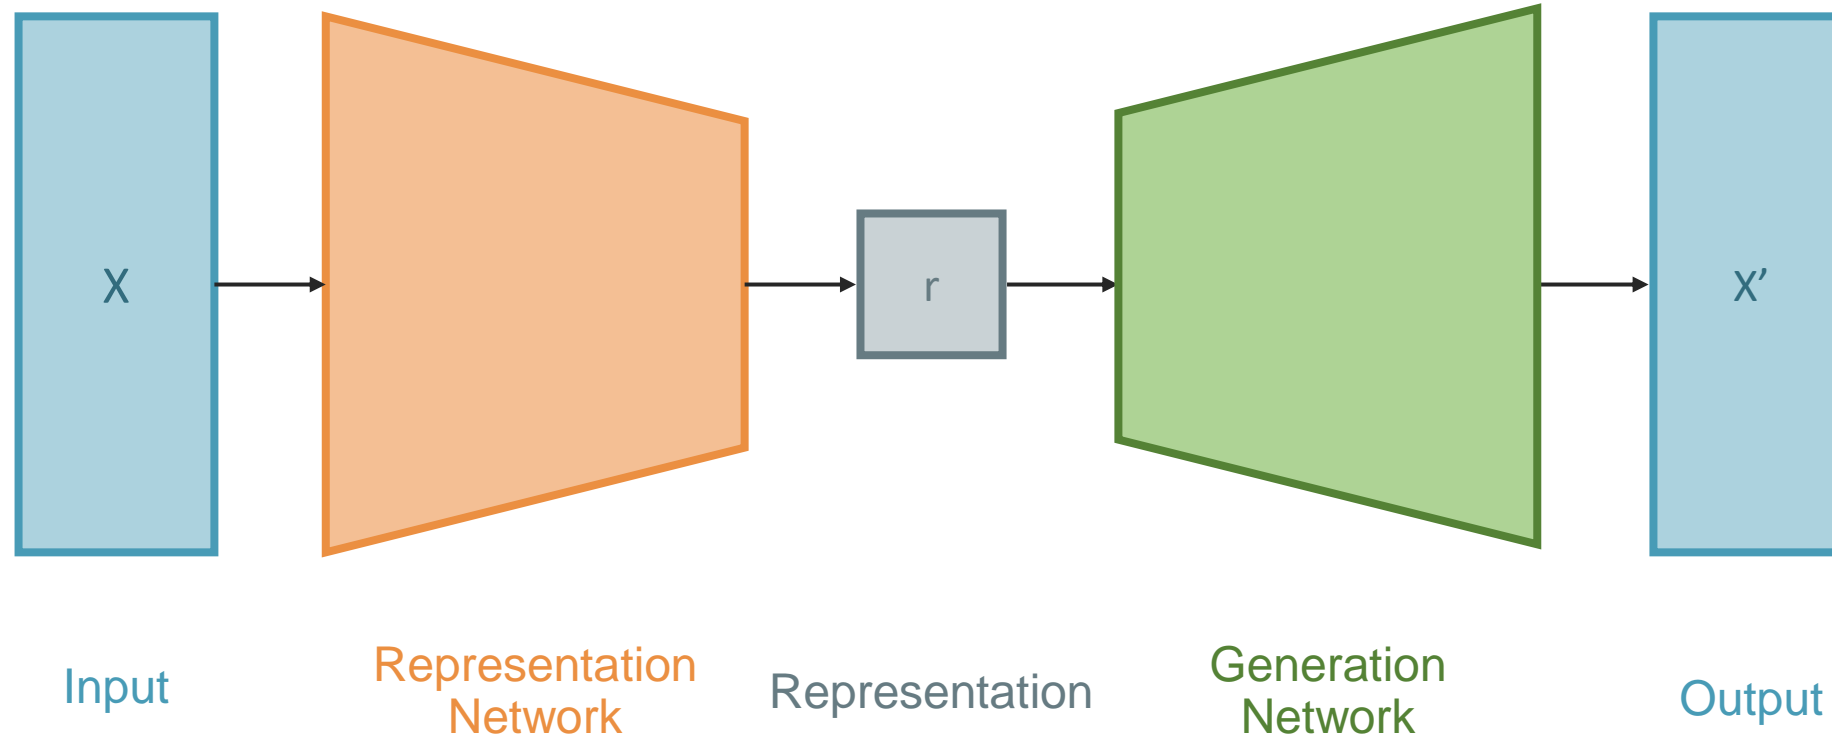 X
r
X’
Input
Representation
Network
Representation
Generation
Network
Output